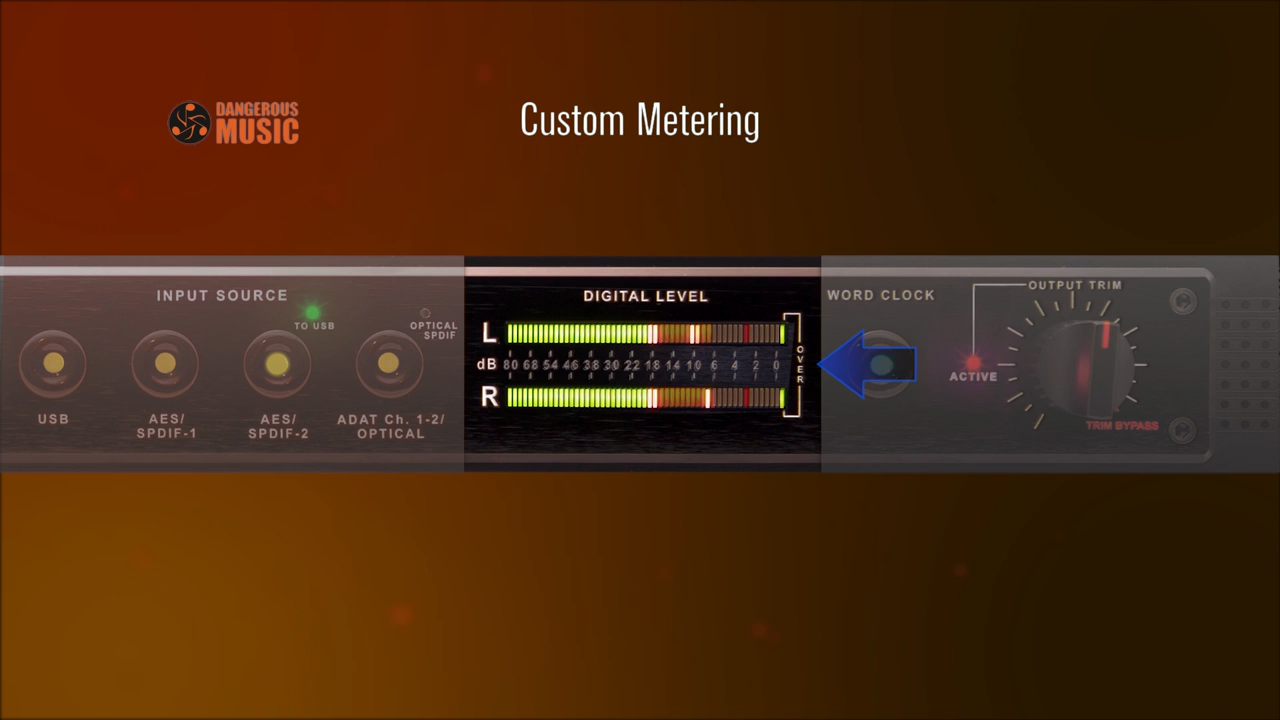 DANGEROUS
MUSIC
Custom Metering
INPUT SOURCE
TO USB
OPTICAL
SPDIF
USB
AES/
SPDIF-1
AES/
SPDIF-2
ADAT Ch. 1-2/
OPTICAL
DIGITAL LEVEL
L
dB 80 68 54 46 38 30 22 18 14 10 6 4 2 0
R
OVER
WORD CLOCK
OUTPUT TRIM
ACTIVE
TRIM BYPASS